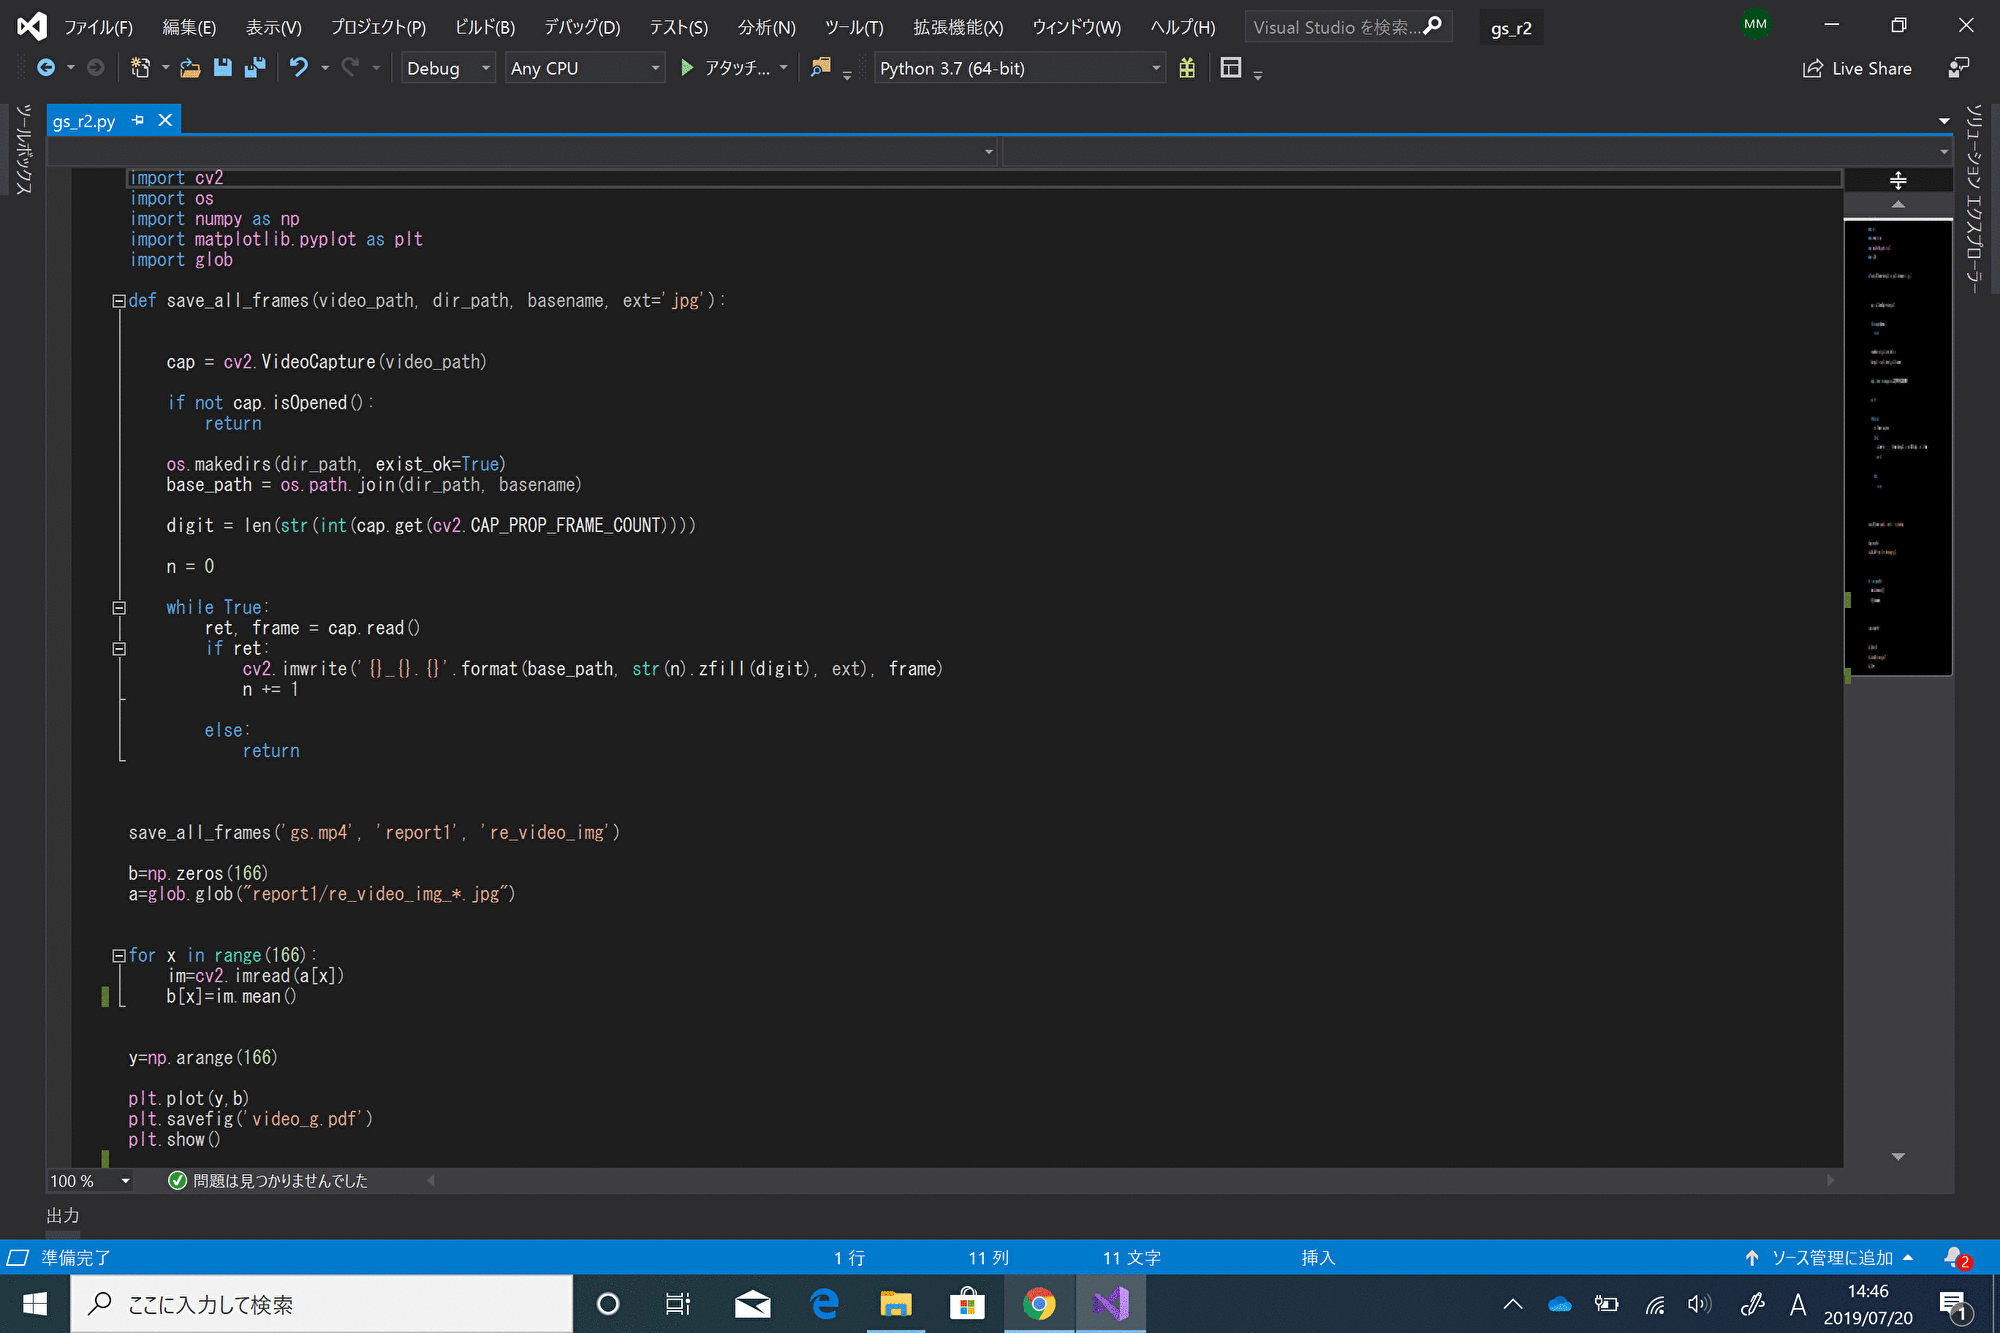 ファイル(F) 編集(E) 表示(V) プロジェクト(P) ビルド(B) デバッグ(D) テスト(S) 分析(N) ツール(T) 拡張機能(X) ウィンドウ(W) ヘルプ(H) Visual Studio を検索... gs_r2 MM
Debug Any CPU アタッチ... Python 3.7 (64-bit) Live Share
ツールボックス
gs_r2.py
ソリューション エクスプローラー
import cv2
import os
import numpy as np
import matplotlib.pyplot as plt
import glob
def save_all_frames(video_path, dir_path, basename, ext='jpg'):
cap = cv2.VideoCapture(video_path)
if not cap.isOpened():
return
os.makedirs(dir_path, exist_ok=True)
base_path = os.path.join(dir_path, basename)
digit = len(str(int(cap.get(cv2.CAP_PROP_FRAME_COUNT))))
n = 0
while True:
ret, frame = cap.read()
if ret:
cv2.imwrite('{}_{}.{}'.format(base_path, str(n).zfill(digit), ext), frame)
n += 1
else:
return
save_all_frames('gs.mp4', 'report1', 're_video_img')
b=np.zeros(166)
a=glob.glob("report1/re_video_img_*.jpg")
for x in range(166):
im=cv2.imread(a[x])
b[x]=im.mean()
y=np.arange(166)
plt.plot(y,b)
plt.savefig('video_g.pdf')
plt.show()
100 % 問題は見つかりませんでした
出力
準備完了 1 行 11 列 11 文字 挿入 ソース管理に追加 2
ここに入力して検索 A 14:46 1
2019/07/20